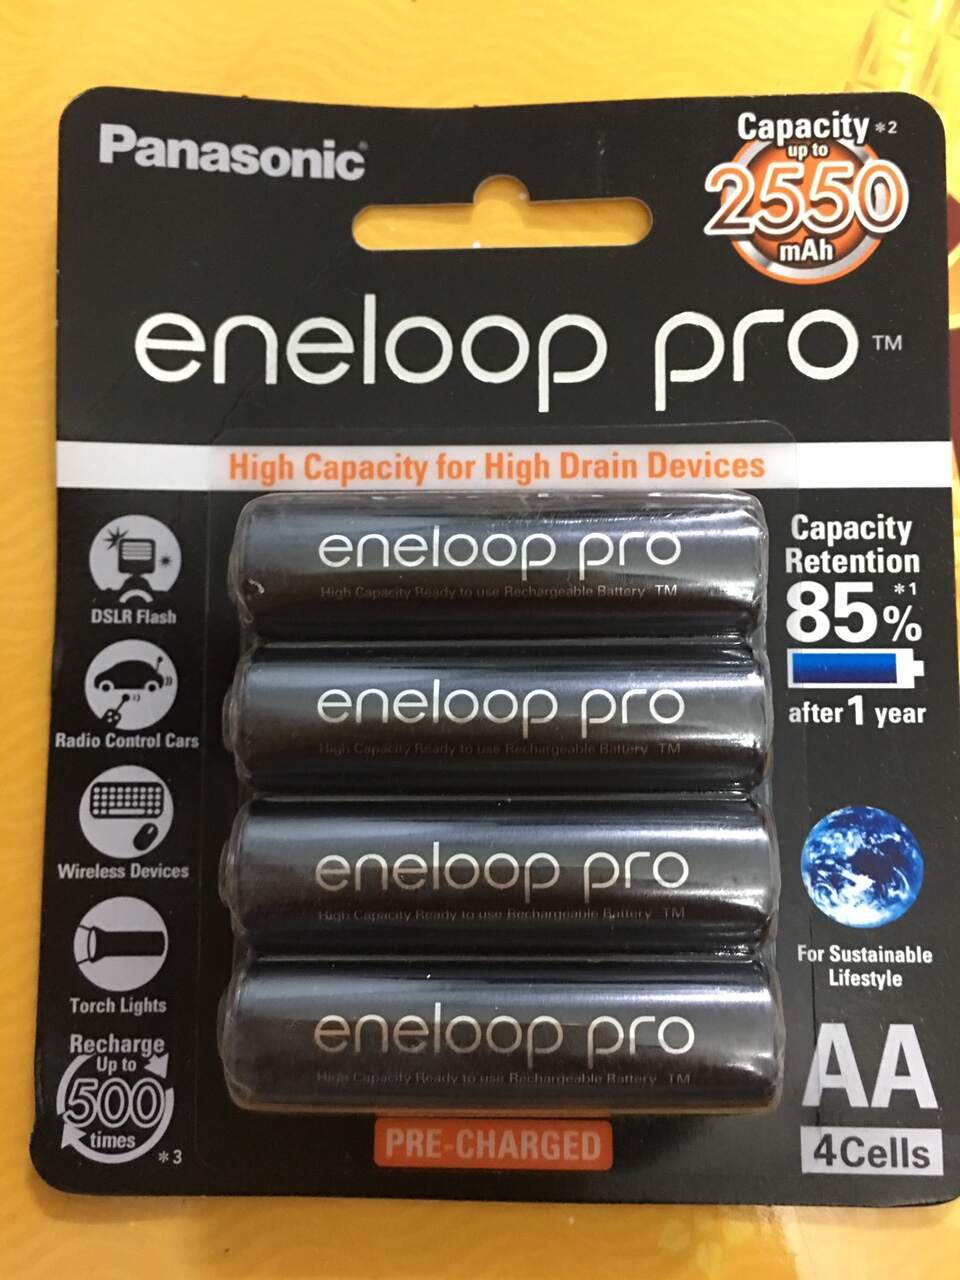 Panasonic
Capacity *2
up to
2550
mAh
eneloop pro ™
High Capacity for High Drain Devices
DSLR Flash
Radio Control Cars
Wireless Devices
Torch Lights
Recharge
Up to
500
times
*3
eneloop pro
High Capacity Ready to use Rechargeable Battery TM
eneloop pro
High Capacity Ready to use Rechargeable Battery TM
eneloop pro
High Capacity Ready to use Rechargeable Battery TM
eneloop pro
High Capacity Ready to use Rechargeable Battery TM
PRE-CHARGED
Capacity
Retention
85% *1
after 1 year
For Sustainable
Lifestyle
AA
4Cells